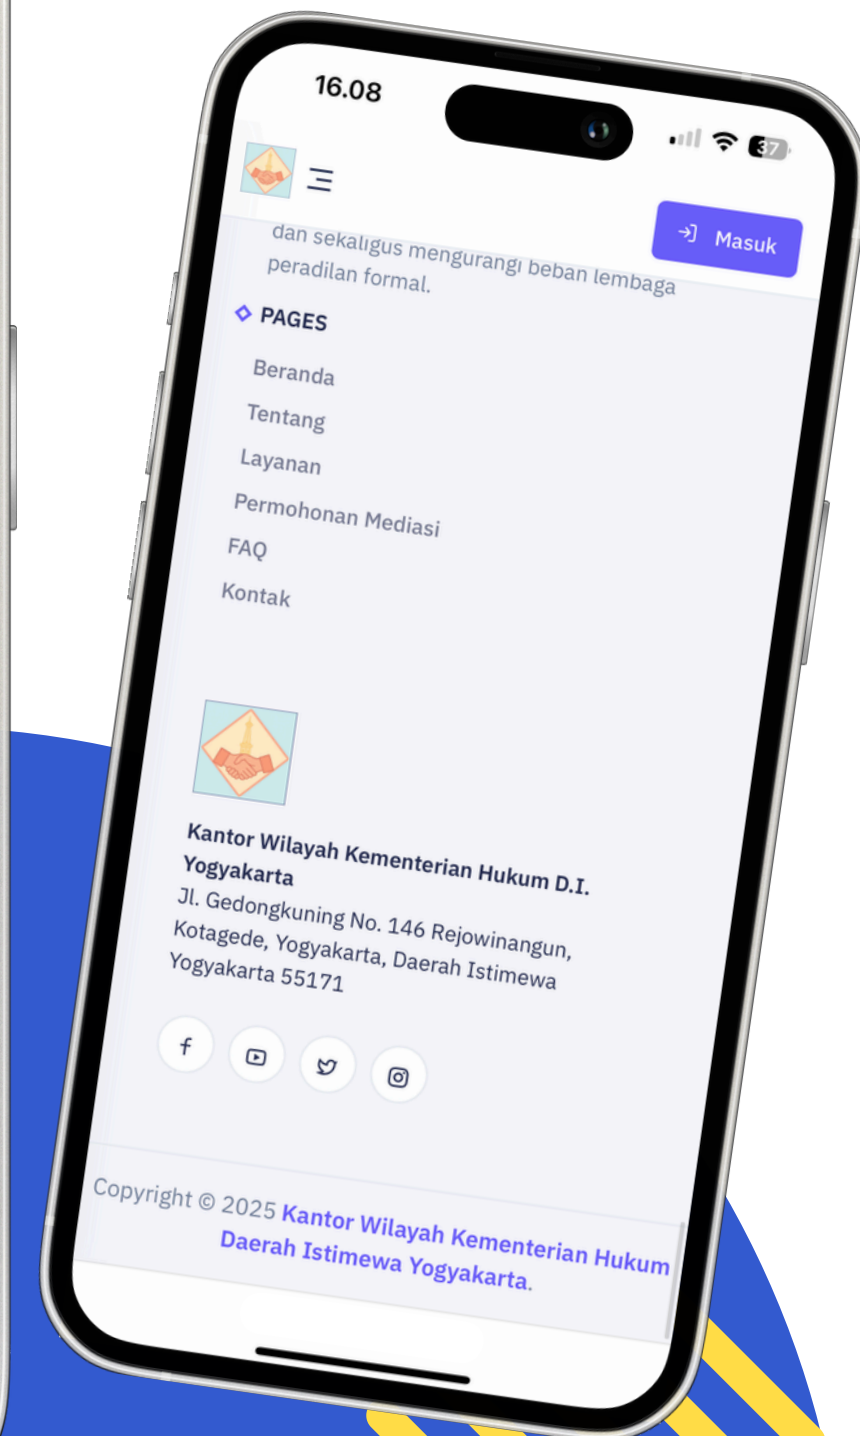 16.08
37
Masuk
dan sekaligus mengurangi beban lembaga
peradilan formal.
PAGES
Beranda
Tentang
Layanan
Permohonan Mediasi
FAQ
Kontak
Kantor Wilayah Kementerian Hukum D.I.
Yogyakarta
Jl. Gedongkuning No. 146 Rejowinangun,
Kotagede, Yogyakarta, Daerah Istimewa
Yogyakarta 55171
Copyright © 2025 Kantor Wilayah Kementerian Hukum
Daerah Istimewa Yogyakarta.